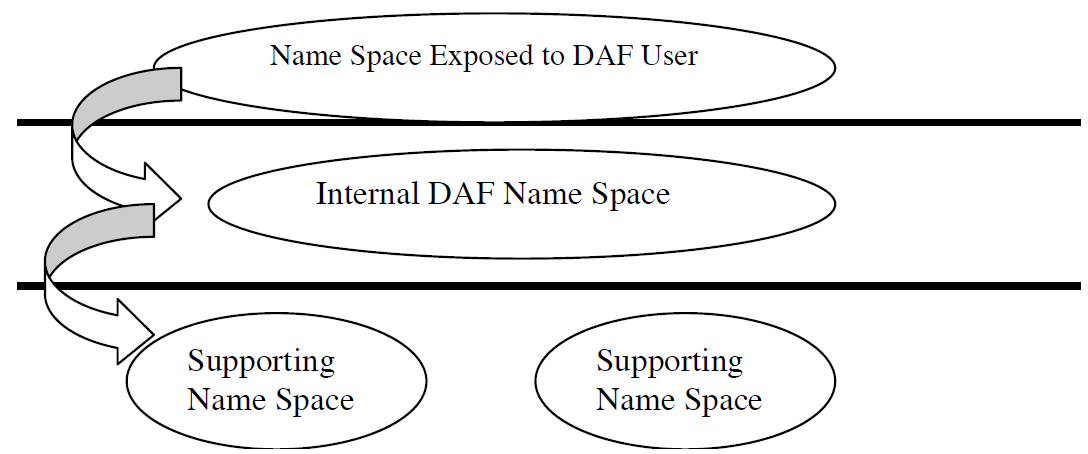 Name Space Exposed to DAF User
Internal DAF Name Space
Supporting
Name Space
Supporting
Name Space